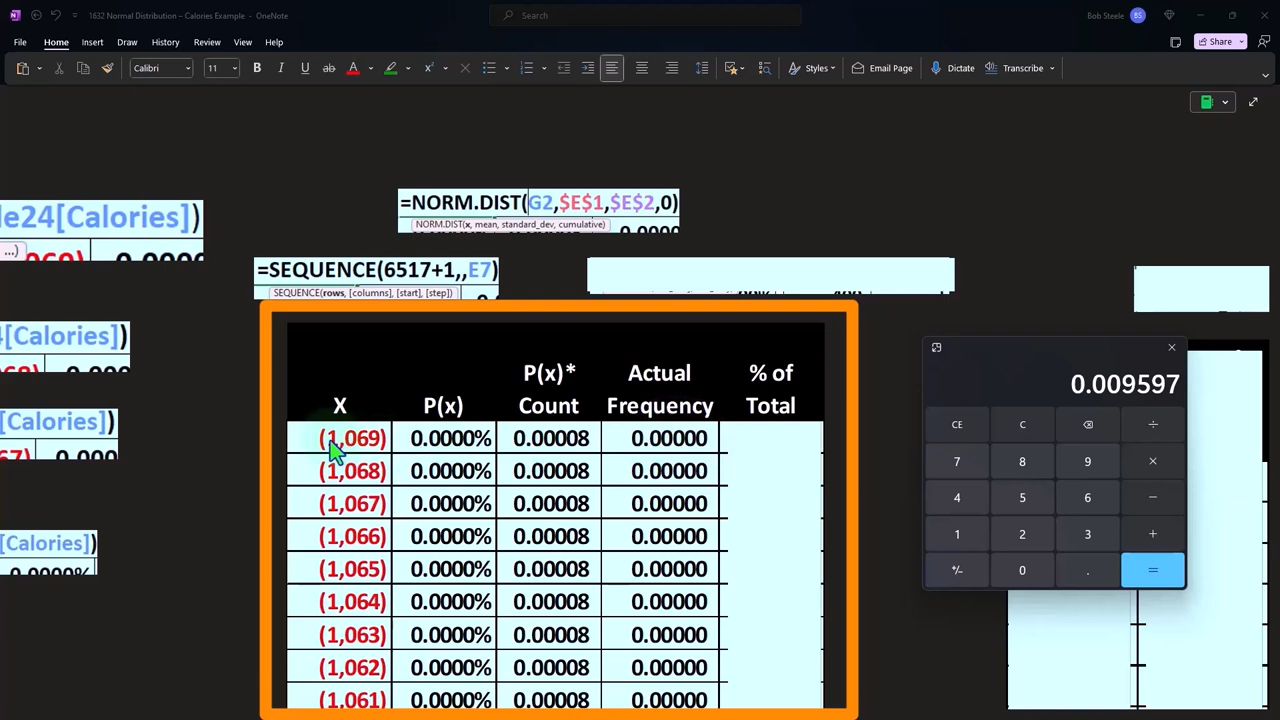 1632 Normal Distribution – Calories Example - OneNote
Search
Bob Steele
BS
File Home Insert Draw History Review View Help
Share
Calibri
11
B I U ab A
Styles
Email Page
Dictate
Transcribe
=NORM.DIST(G2,$E$1,$E$2,0)
NORM.DIST(x, mean, standard_dev, cumulative)
le24[Calories])
...)
=SEQUENCE(6517+1,,E7)
SEQUENCE(rows, [columns], [start], [step])
[Calories])
[Calories])
[Calories])
X P(x) P(x)* Count Actual Frequency % of Total
(1,069) 0.0000% 0.00008 0.00000
(1,068) 0.0000% 0.00008 0.00000
(1,067) 0.0000% 0.00008 0.00000
(1,066) 0.0000% 0.00008 0.00000
(1,065) 0.0000% 0.00008 0.00000
(1,064) 0.0000% 0.00008 0.00000
(1,063) 0.0000% 0.00008 0.00000
(1,062) 0.0000% 0.00008 0.00000
(1,061) 0.0000% 0.00008 0.00000
0.009597
CE C ÷
7 8 9 ×
4 5 6 −
1 2 3 +
+/− 0 . =